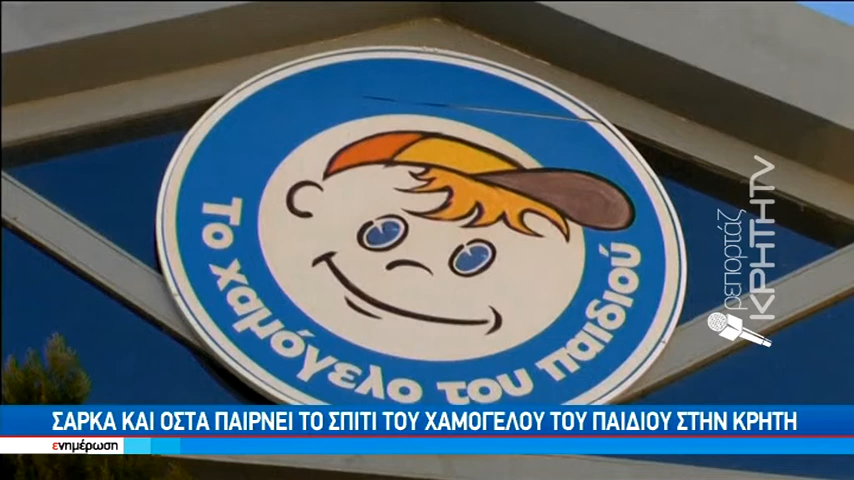 Το χαμόγελο του παιδιού
ρεπορτάζ
ΚΡΗΤΗTV
ΣΑΡΚΑ ΚΑΙ ΟΣΤΑ ΠΑΙΡΝΕΙ ΤΟ ΣΠΙΤΙ ΤΟΥ ΧΑΜΟΓΕΛΟΥ ΤΟΥ ΠΑΙΔΙΟΥ ΣΤΗΝ ΚΡΗΤΗ
ενημέρωση